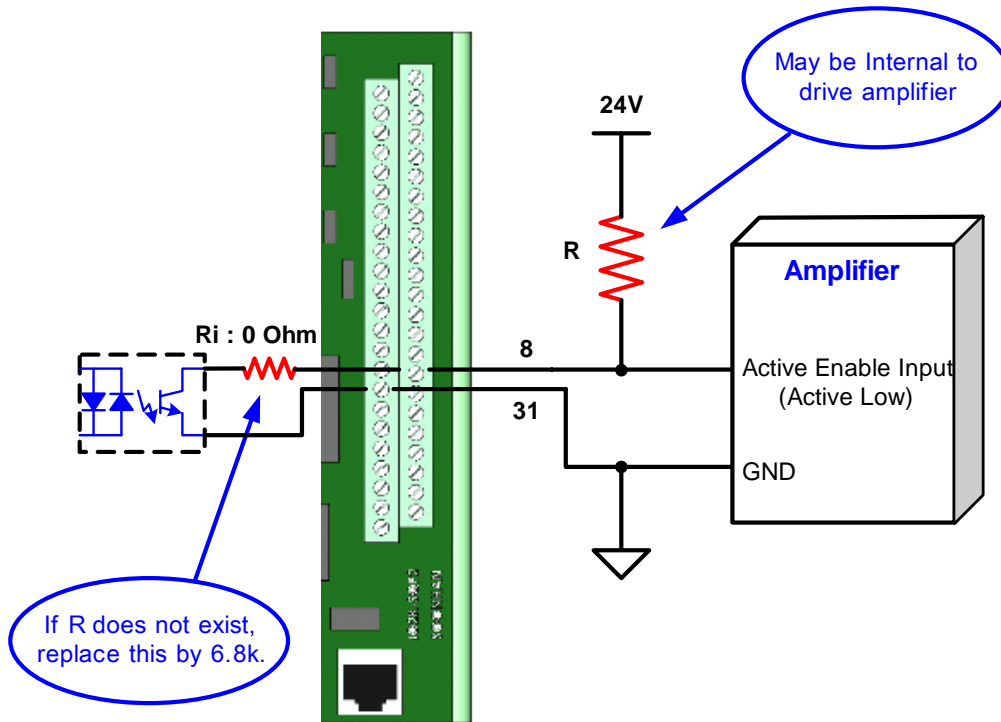 May be Internal to
drive amplifier
24V
R
Amplifier
Ri : 0 Ohm
8
Active Enable Input
(Active Low)
31
GND
If R does not exist,
replace this by 6.8k.